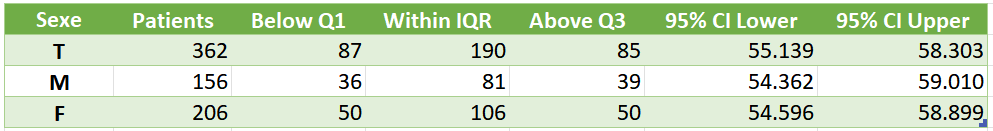 Sexe Patients Below Q1 Within IQR Above Q3 95% CI Lower 95% CI Upper
T 362 87 190 85 55.139 58.303
M 156 36 81 39 54.362 59.010
F 206 50 106 50 54.596 58.899